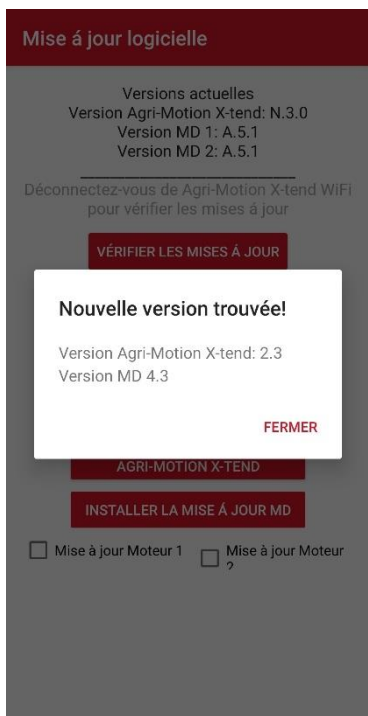 Mise á jour logicielle
Versions actuelles
Version Agri-Motion X-tend: N.3.0
Version MD 1: A.5.1
Version MD 2: A.5.1
Déconnectez-vous de Agri-Motion X-tend WiFi
pour vérifier les mises á jour
VÉRIFIER LES MISES Á JOUR
Nouvelle version trouvée!
Version Agri-Motion X-tend: 2.3
Version MD 4.3
FERMER
AGRI-MOTION X-TEND
INSTALLER LA MISE Á JOUR MD
Mise à jour Moteur 1
Mise à jour Moteur